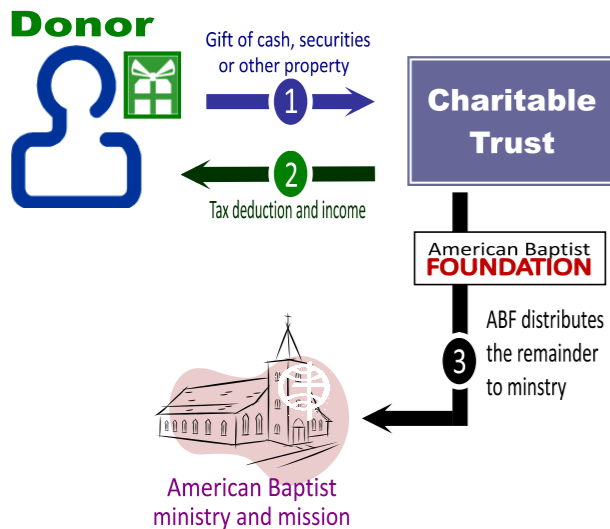 Donor
Gift of cash, securities
or other property
1
Charitable
Trust
2
Tax deduction and income
American Baptist
FOUNDATION
ABF distributes
the remainder
to minstry
3
American Baptist
ministry and mission